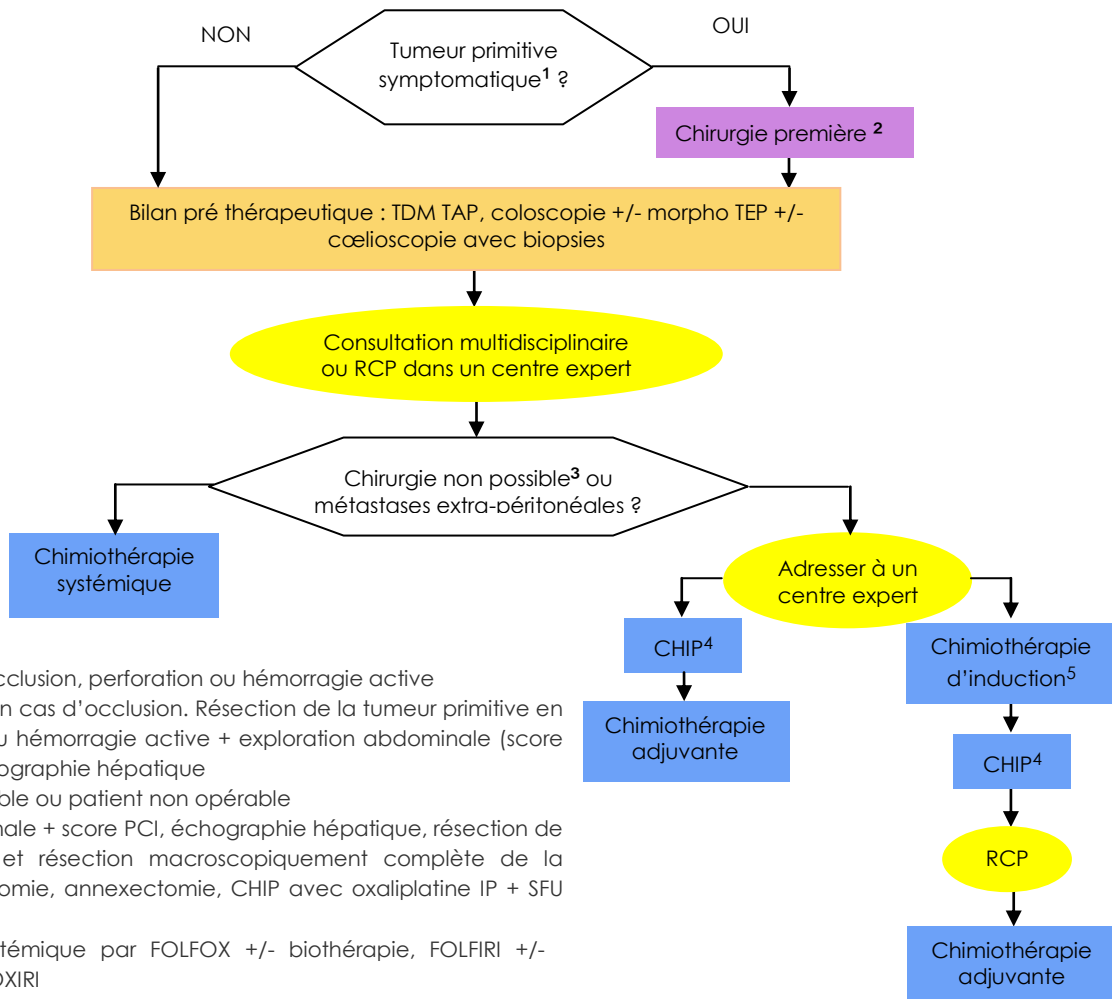 NON
OUI
Tumeur primitive
symptomatique¹ ?
Chirurgie première ²
Bilan pré thérapeutique : TDM TAP, coloscopie +/- morpho TEP +/-
cœlioscopie avec biopsies
Consultation multidisciplinaire
ou RCP dans un centre expert
Chirurgie non possible³ ou
métastases extra-péritonéales ?
Chimiothérapie
systémique
Adresser à un
centre expert
CHIP⁴
Chimiothérapie
adjuvante
Chimiothérapie
d’induction⁵
CHIP⁴
RCP
Chimiothérapie
adjuvante
cclusion, perforation ou hémorragie active
n cas d’occlusion. Résection de la tumeur primitive en
u hémorragie active + exploration abdominale (score
ographie hépatique
ble ou patient non opérable
nale + score PCI, échographie hépatique, résection de
et résection macroscopiquement complète de la
omie, annexectomie, CHIP avec oxaliplatine IP + SFU
témique par FOLFOX +/- biothérapie, FOLFIRI +/-
OXIRI